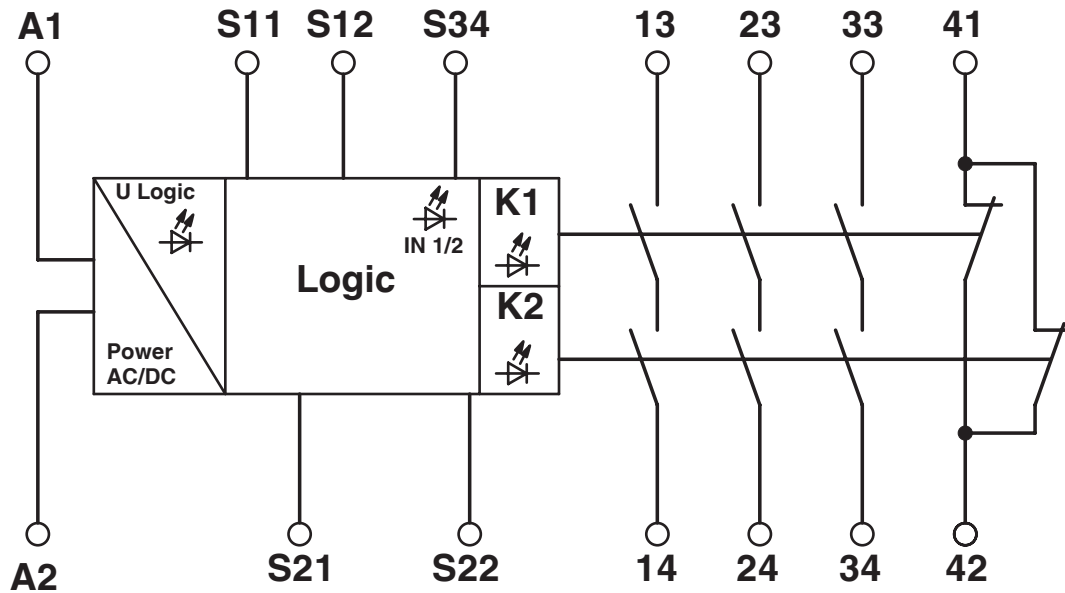 A1 S11 S12 S34 13 23 33 41
U Logic
K1
IN 1/2
Logic
K2
Power
AC/DC
A2 S21 S22 14 24 34 42